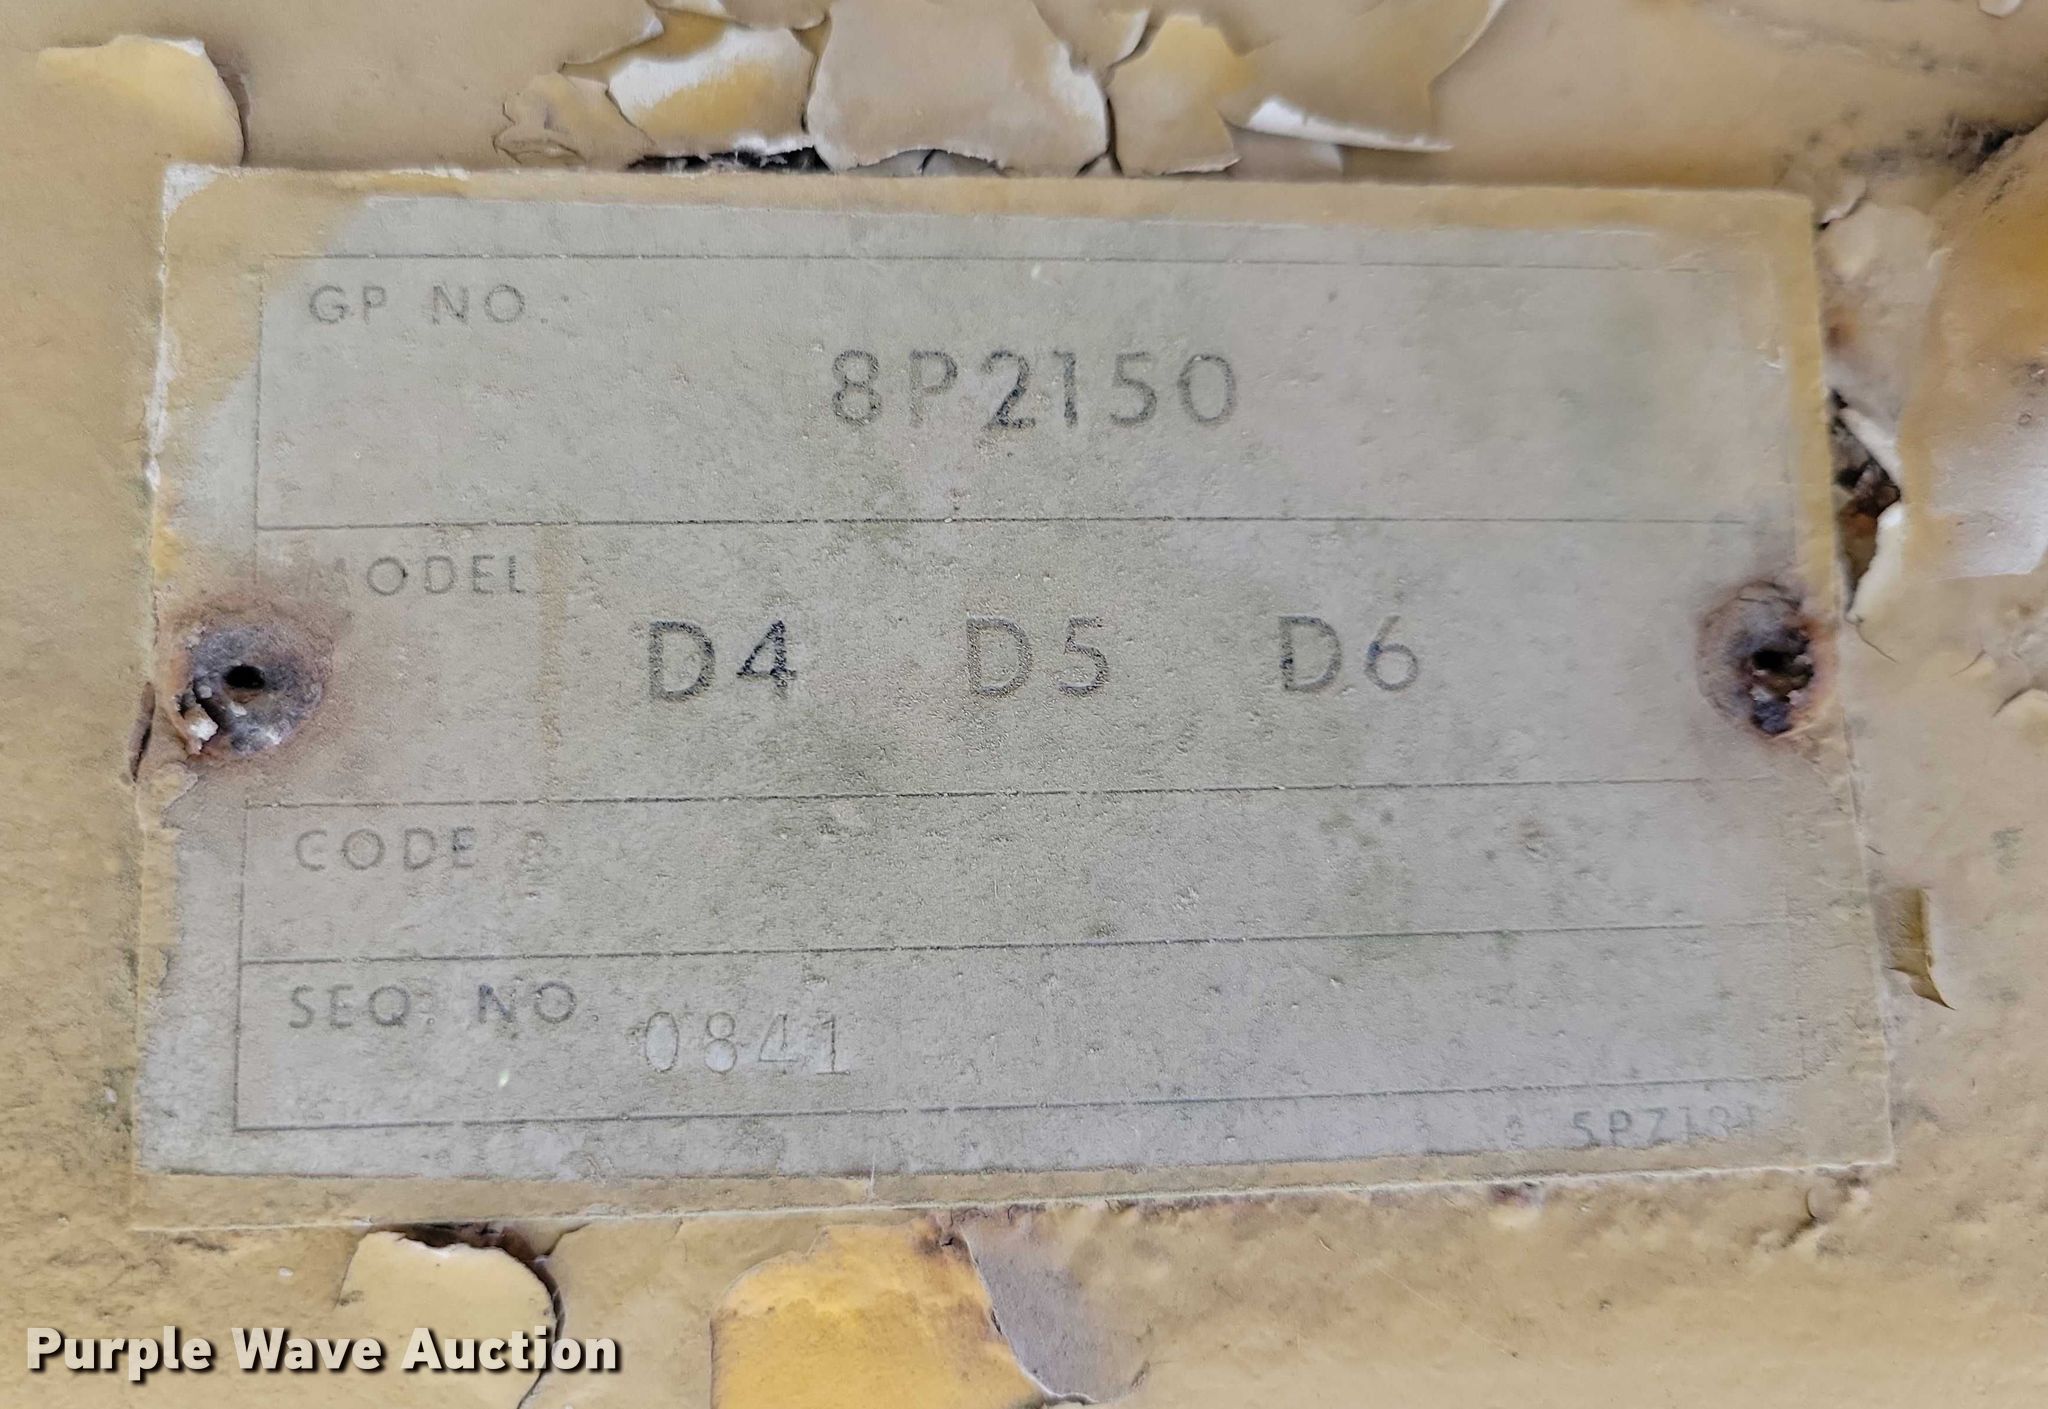 GP NO.
8P2150
MODEL
D4 D5 D6
CODE
SEQ. NO. 0841
Purple Wave Auction